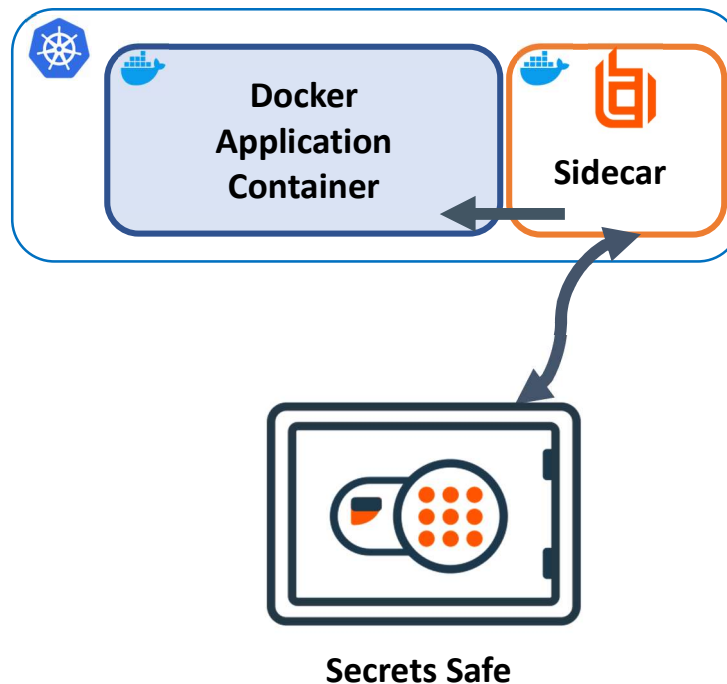 Docker
Application
Container
Sidecar
Secrets Safe